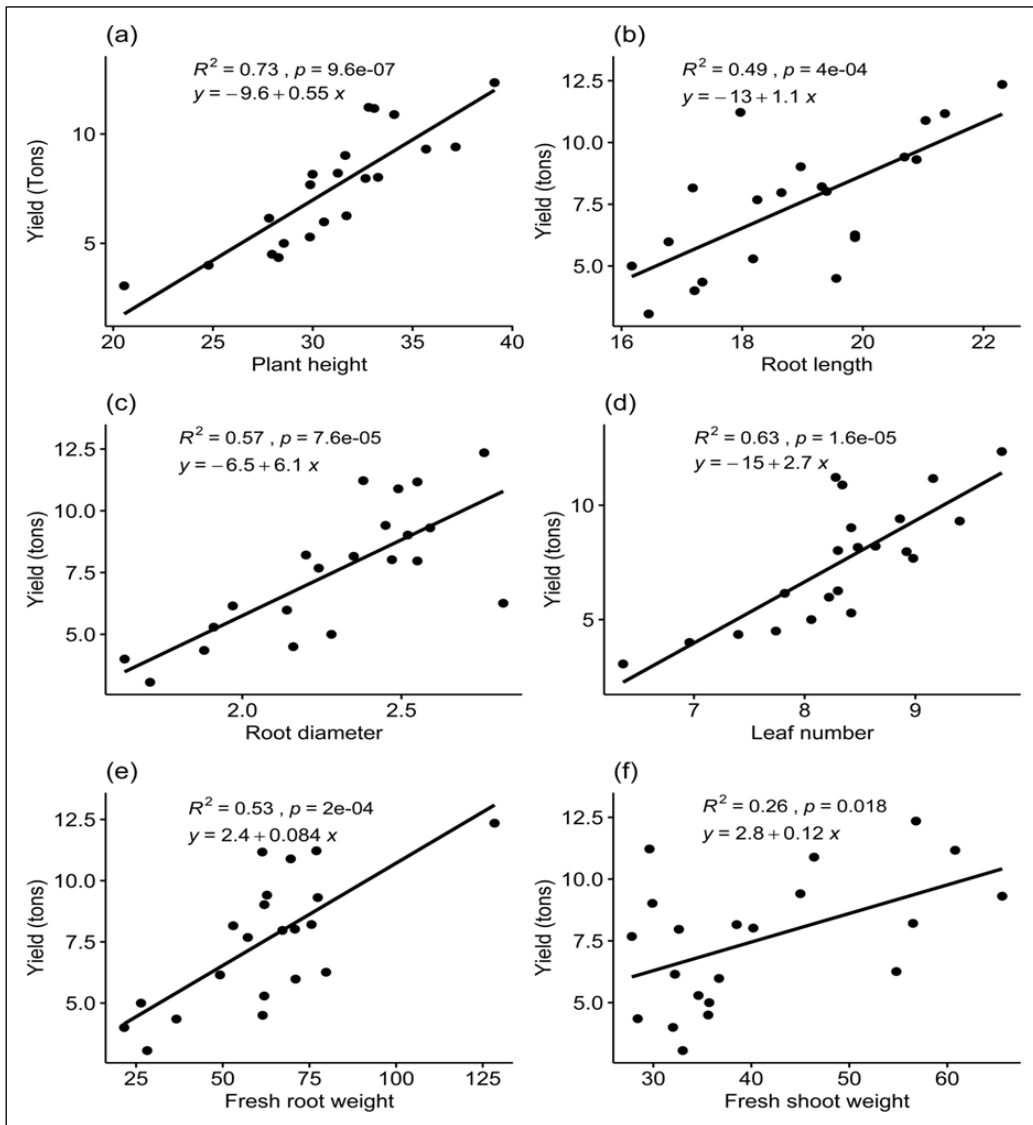 (a)
R² = 0.73 , p = 9.6e-07
y = −9.6 + 0.55 x
10
5
Yield (Tons)
20 25 30 35 40
Plant height
(b)
R² = 0.49 , p = 4e-04
y = −13 + 1.1 x
12.5
10.0
7.5
5.0
Yield (tons)
16 18 20 22
Root length
(c)
R² = 0.57 , p = 7.6e-05
y = −6.5 + 6.1 x
12.5
10.0
7.5
5.0
Yield (tons)
2.0 2.5
Root diameter
(d)
R² = 0.63 , p = 1.6e-05
y = −15 + 2.7 x
10
5
Yield (tons)
7 8 9
Leaf number
(e)
R² = 0.53 , p = 2e-04
y = 2.4 + 0.084 x
12.5
10.0
7.5
5.0
Yield (tons)
25 50 75 100 125
Fresh root weight
(f)
R² = 0.26 , p = 0.018
y = 2.8 + 0.12 x
12.5
10.0
7.5
5.0
Yield (tons)
30 40 50 60
Fresh shoot weight